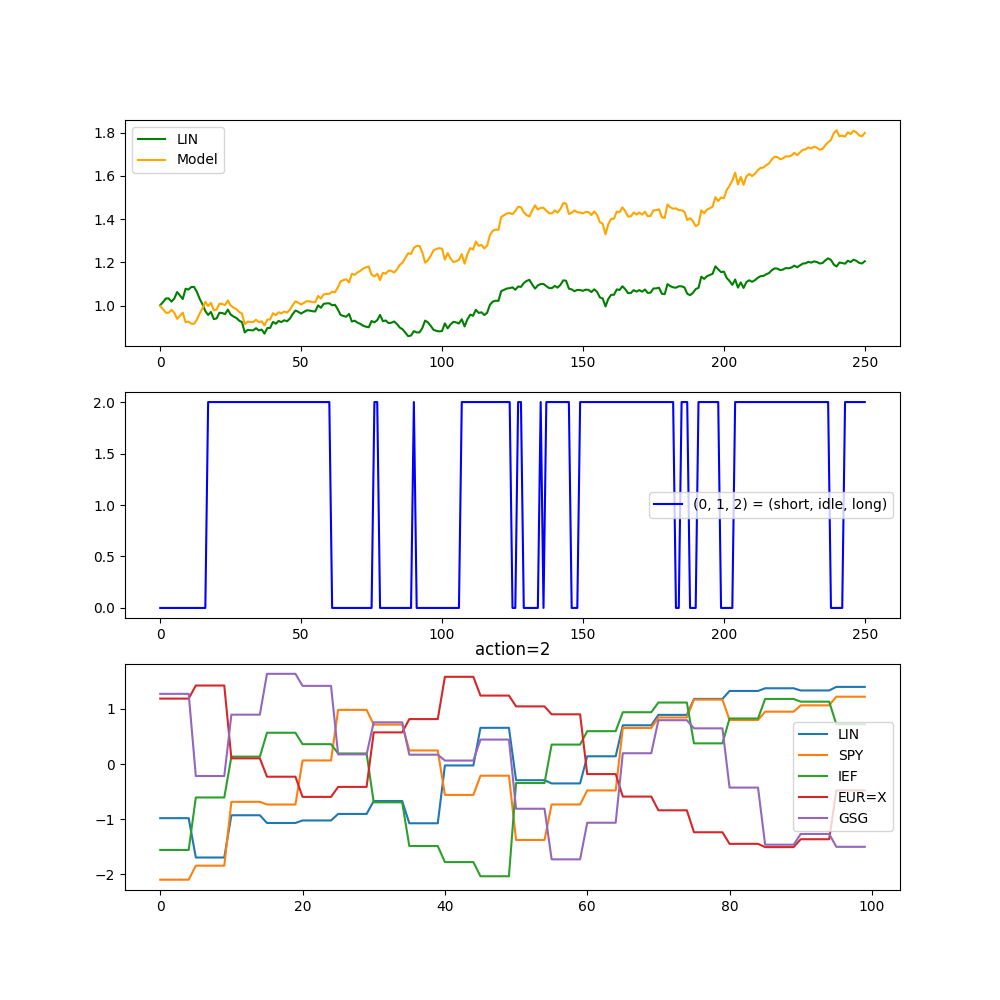 1.8
1.6
1.4
1.2
1.0
LIN
Model
0 50 100 150 200 250
2.0
1.5
1.0
0.5
0.0
(0, 1, 2) = (short, idle, long)
0 50 100 150 200 250
action=2
1
0
−1
−2
LIN
SPY
IEF
EUR=X
GSG
0 20 40 60 80 100